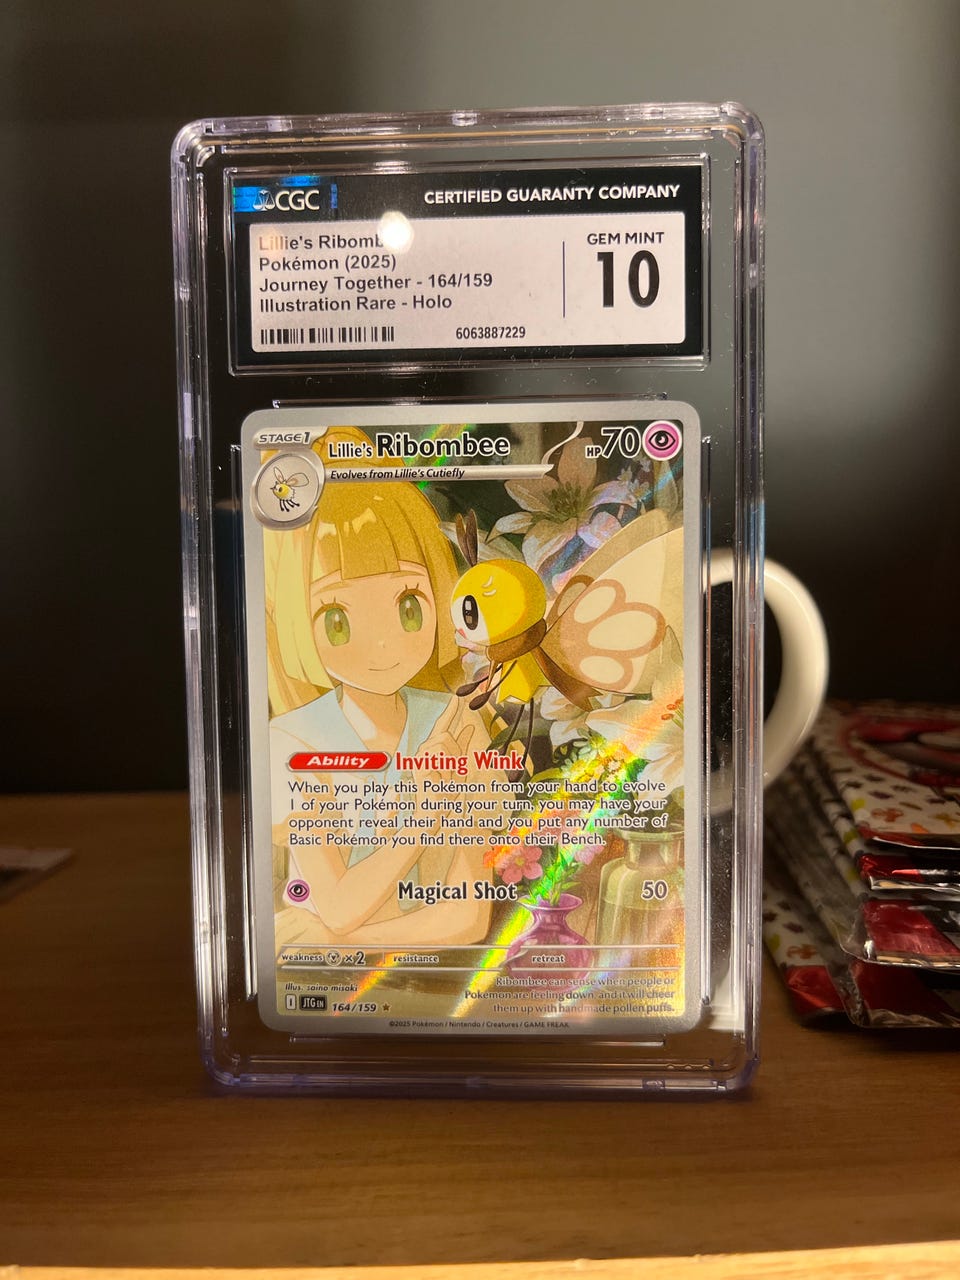 CGC
CERTIFIED GUARANTY COMPANY
Lillie's Ribombee
Pokémon (2025)
Journey Together - 164/159
Illustration Rare - Holo
6063887229
GEM MINT
10
STAGE1
Lillie's Ribombee
HP70
Evolves from Lillie's Cutiefly
Ability Inviting Wink
When you play this Pokémon from your hand to evolve
1 of your Pokémon during your turn, you may have your
opponent reveal their hand and you put any number of
Basic Pokémon you find there onto their Bench.
Magical Shot 50
weakness ×2 resistance retreat
Illus. saino misaki
I JTG EN 164/159
Ribombee can sense when people or
Pokémon are feeling down, and it will cheer
them up with handmade pollen puffs.
©2025 Pokémon / Nintendo / Creatures / GAME FREAK